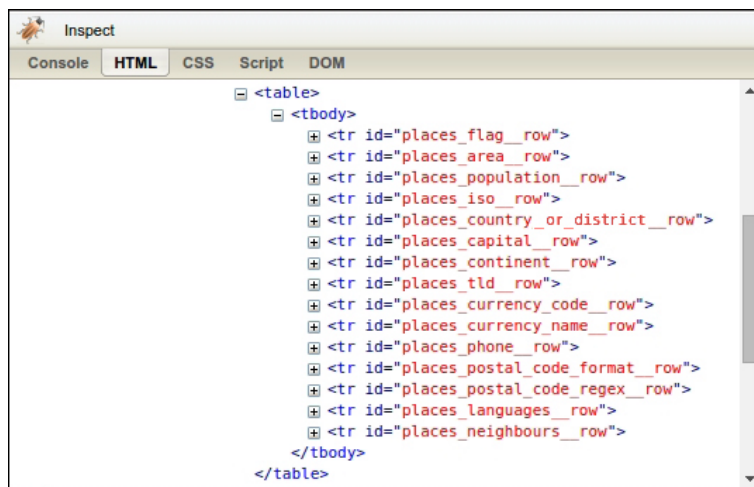 Inspect
Console HTML CSS Script DOM
<table>
<tbody>
<tr id="places_flag__row">
<tr id="places_area__row">
<tr id="places_population__row">
<tr id="places_iso__row">
<tr id="places_country_or_district__row">
<tr id="places_capital__row">
<tr id="places_continent__row">
<tr id="places_tld__row">
<tr id="places_currency_code__row">
<tr id="places_currency_name__row">
<tr id="places_phone__row">
<tr id="places_postal_code_format__row">
<tr id="places_postal_code_regex__row">
<tr id="places_languages__row">
<tr id="places_neighbours__row">
</tbody>
</table>